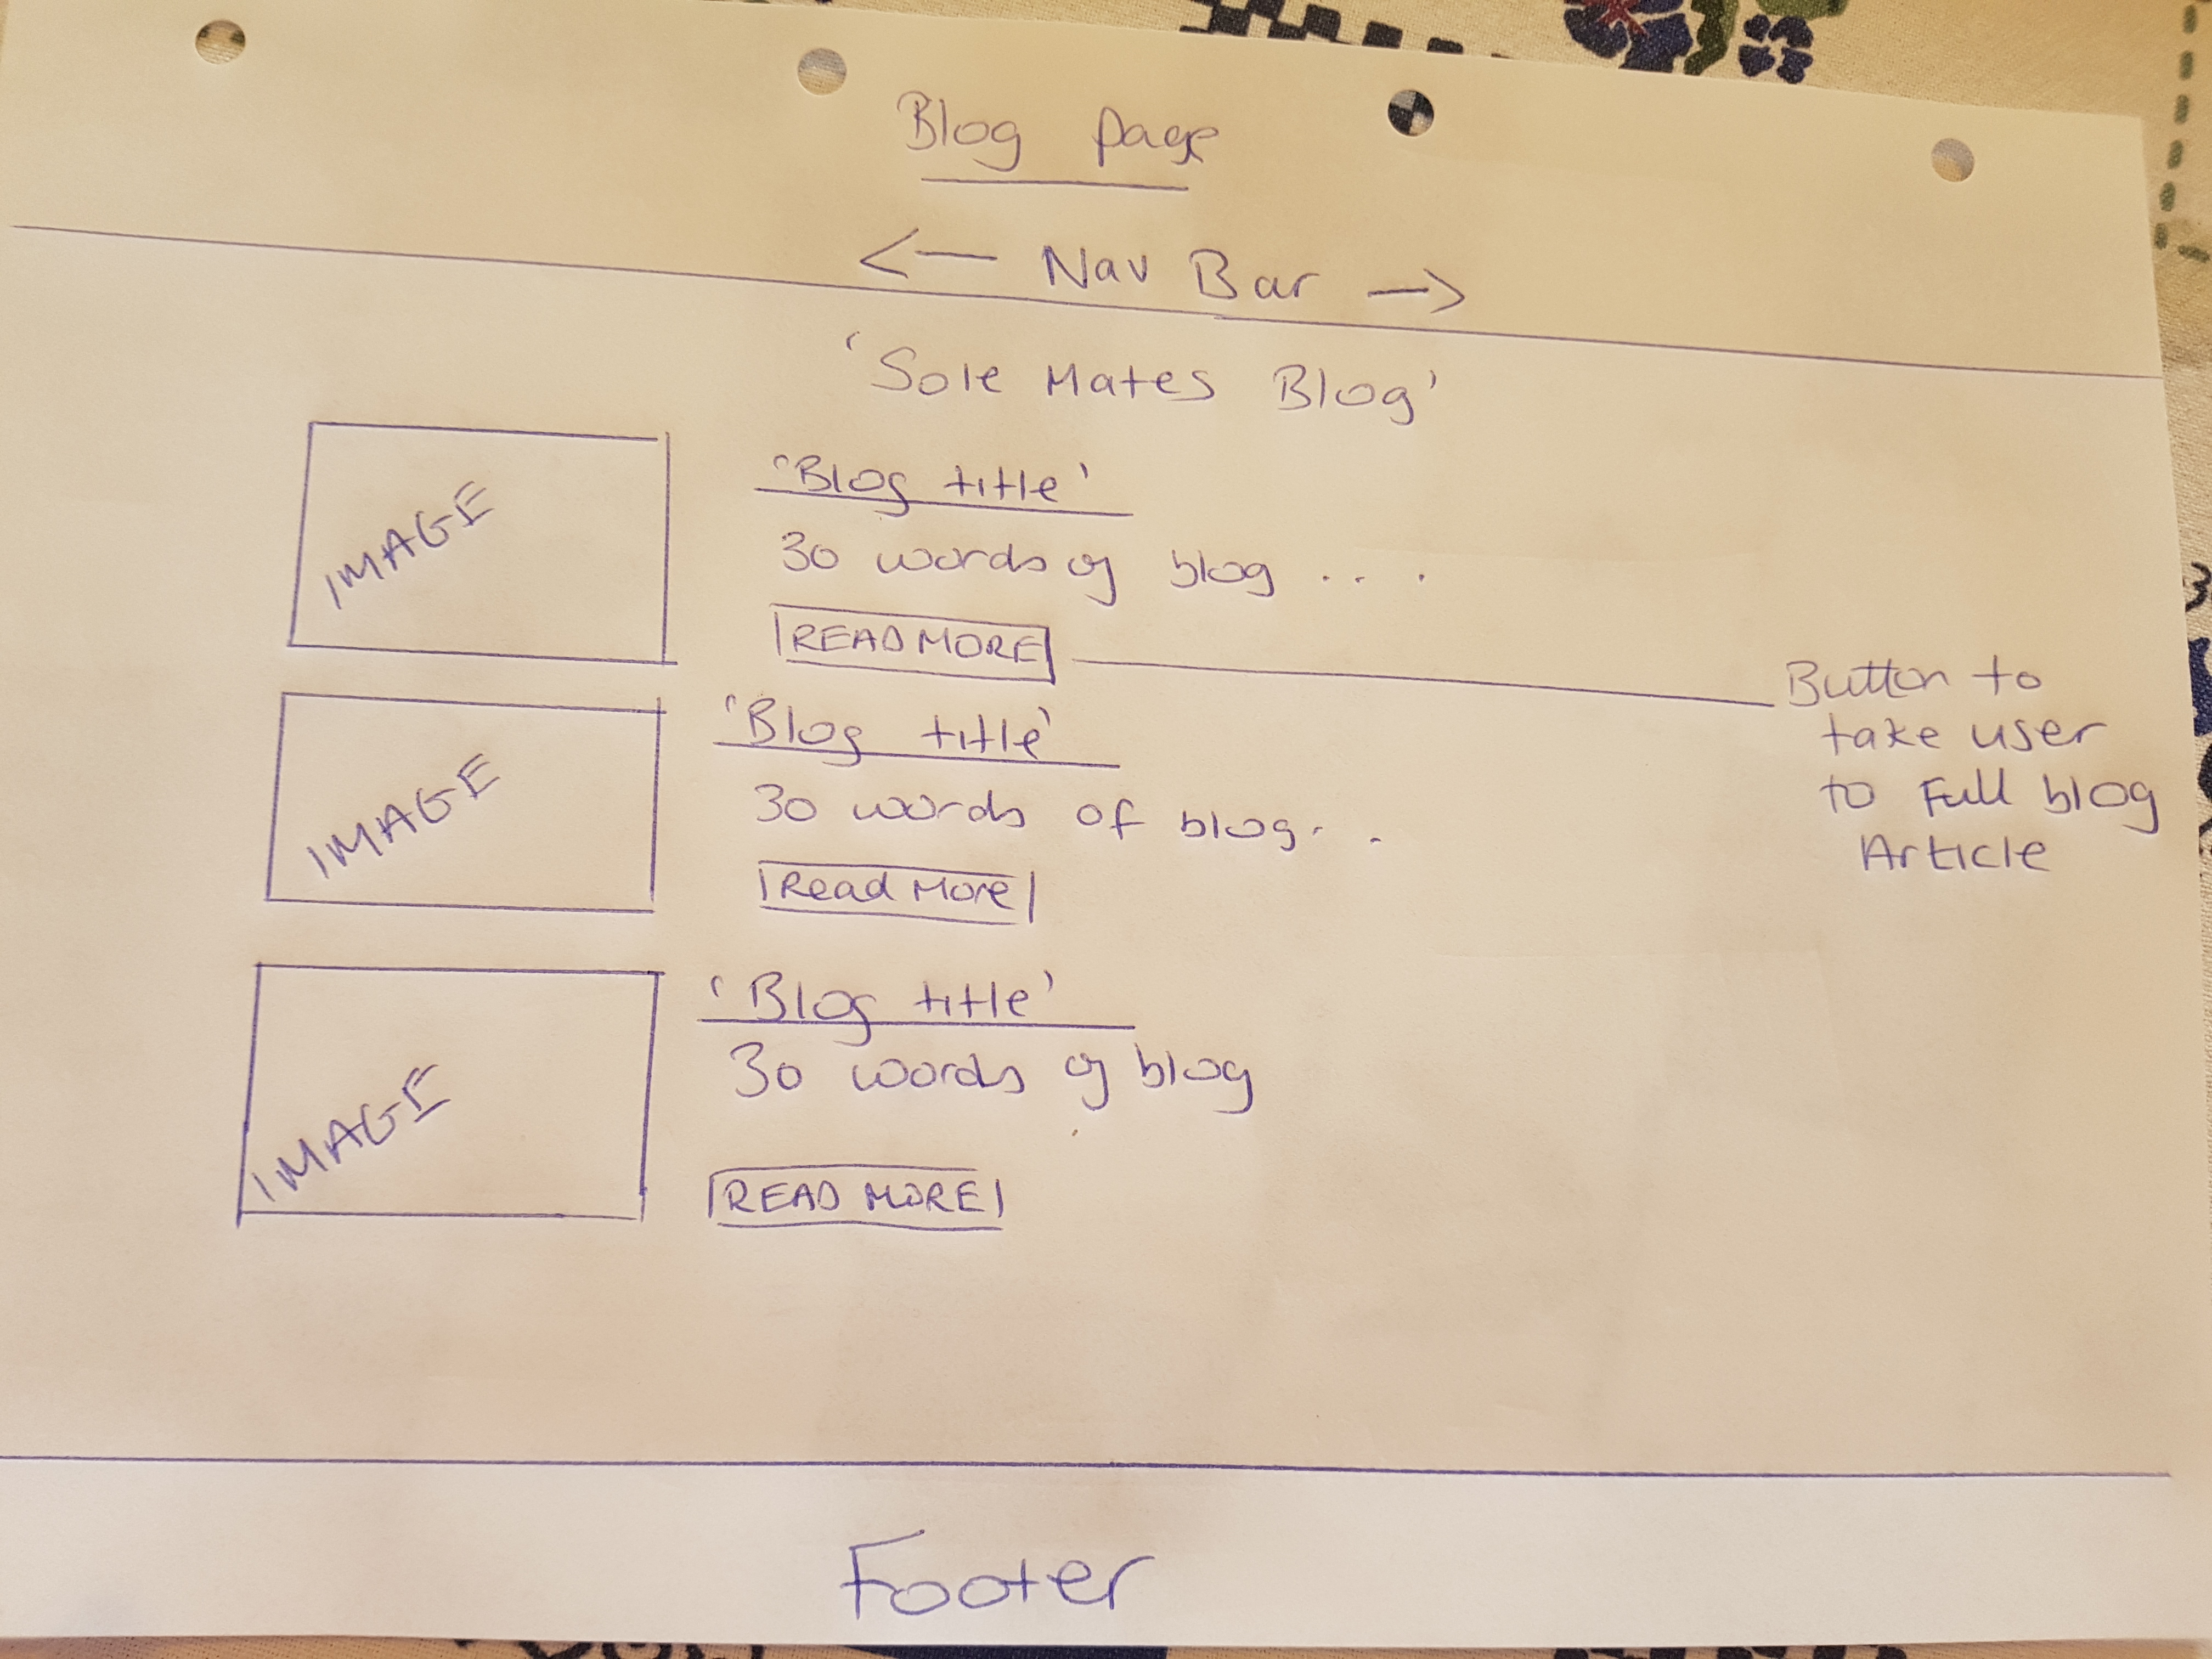 Blog page
<— Nav Bar —>
'Sole Mates Blog'
IMAGE
'Blog title'
30 words of blog ...
READ MORE
Button to
take user
to Full blog
Article
IMAGE
'Blog title'
30 words of blog...
Read More
IMAGE
'Blog title'
30 words of blog
READ MORE
Footer